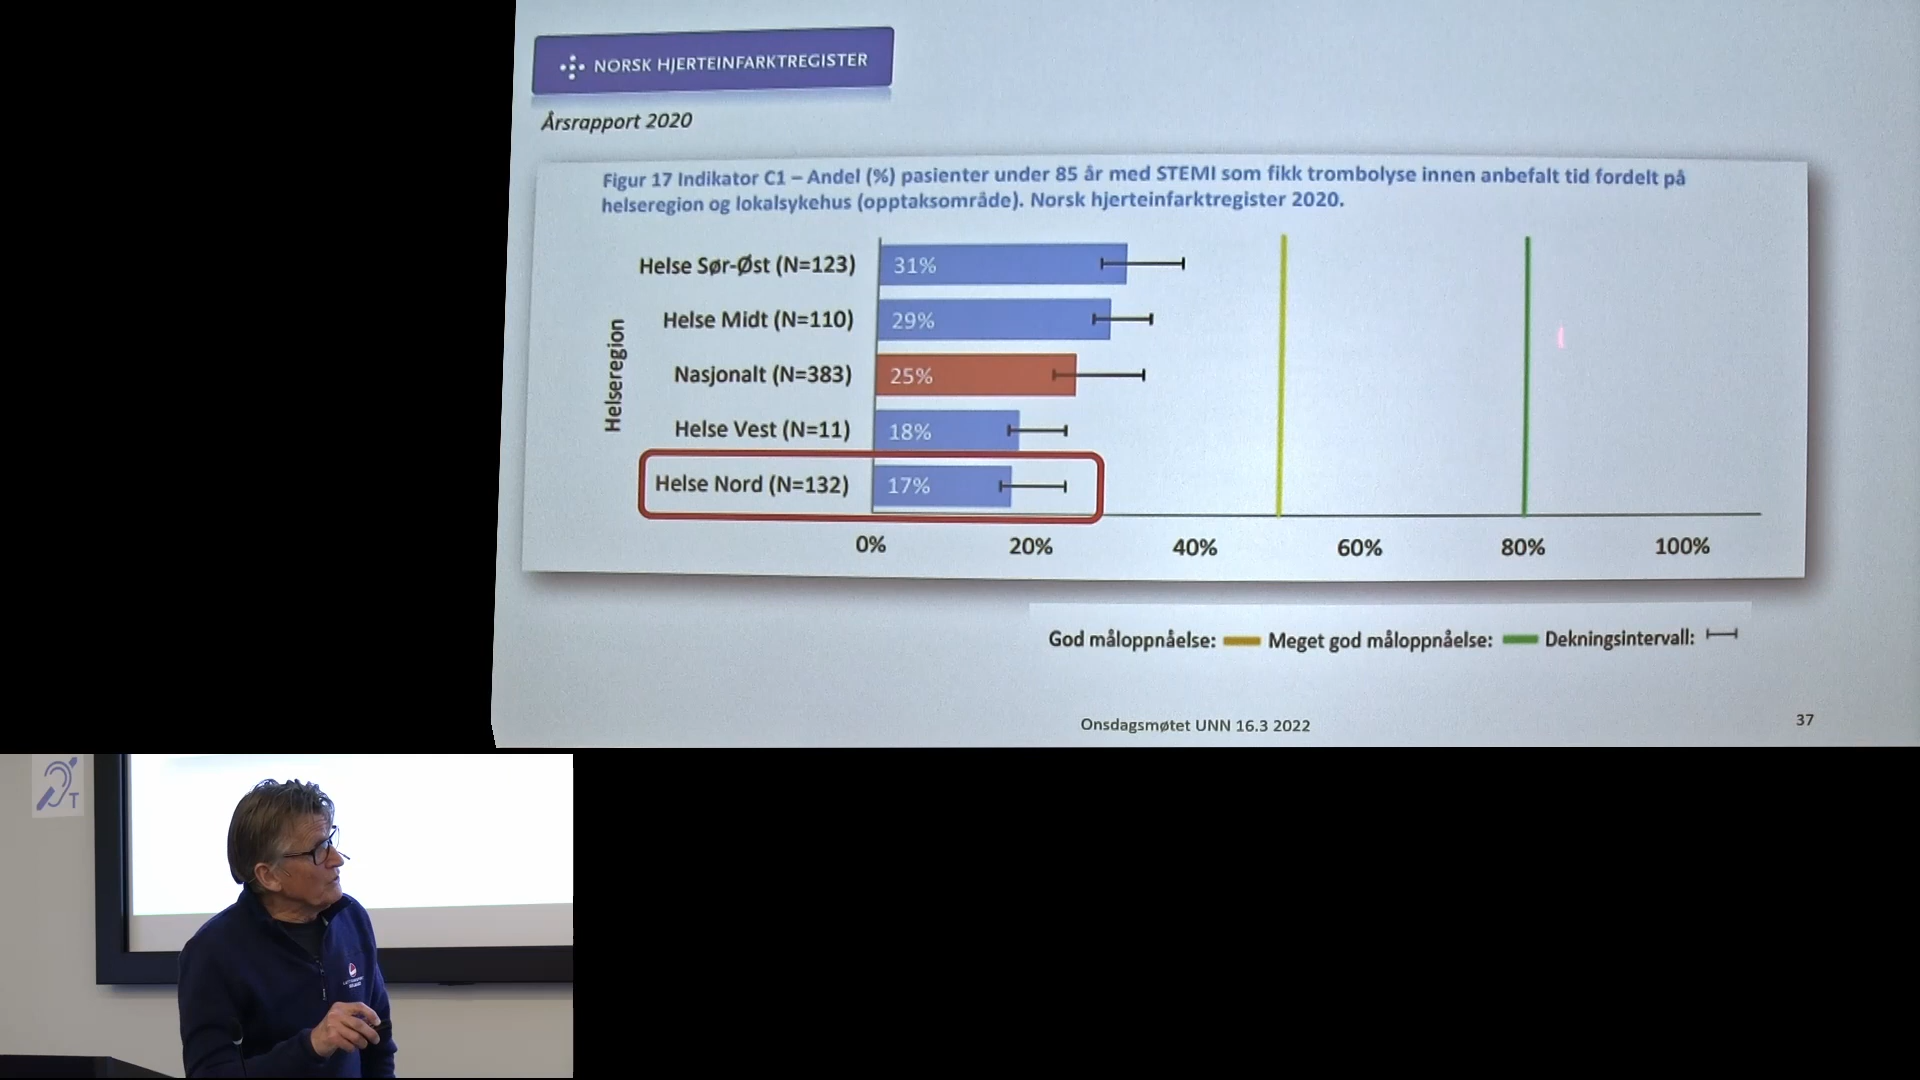 NORSK HJERTEINFARKTREGISTER
Årsrapport 2020
Figur 17 Indikator C1 – Andel (%) pasienter under 85 år med STEMI som fikk trombolyse innen anbefalt tid fordelt på
helseregion og lokalsykehus (opptaksområde). Norsk hjerteinfarktregister 2020.
Helseregion
Helse Sør-Øst (N=123) 31%
Helse Midt (N=110) 29%
Nasjonalt (N=383) 25%
Helse Vest (N=11) 18%
Helse Nord (N=132) 17%
0% 20% 40% 60% 80% 100%
God måloppnåelse: Meget god måloppnåelse: Dekningsintervall:
Onsdagsmøtet UNN 16.3 2022
37
T